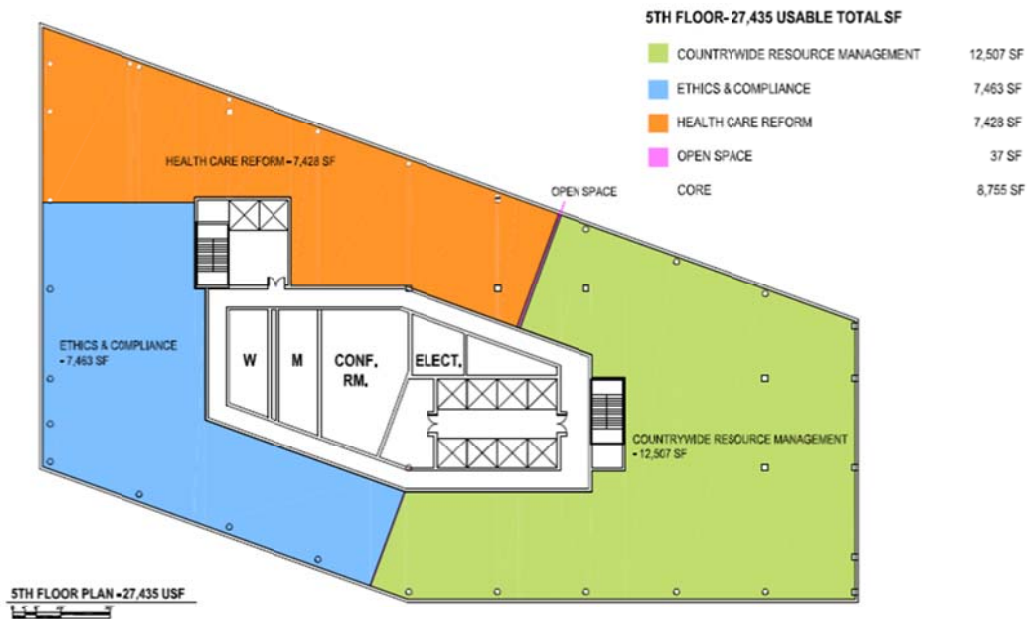 5TH FLOOR- 27,435 USABLE TOTAL SF
COUNTRYWIDE RESOURCE MANAGEMENT 12,507 SF
ETHICS & COMPLIANCE 7,463 SF
HEALTH CARE REFORM 7,428 SF
OPEN SPACE 37 SF
CORE 8,755 SF
HEALTH CARE REFORM - 7,428 SF
OPEN SPACE
ETHICS & COMPLIANCE
- 7,463 SF
W
M
CONF.
RM.
ELECT.
COUNTRYWIDE RESOURCE MANAGEMENT
- 12,507 SF
5TH FLOOR PLAN -27,435 USF